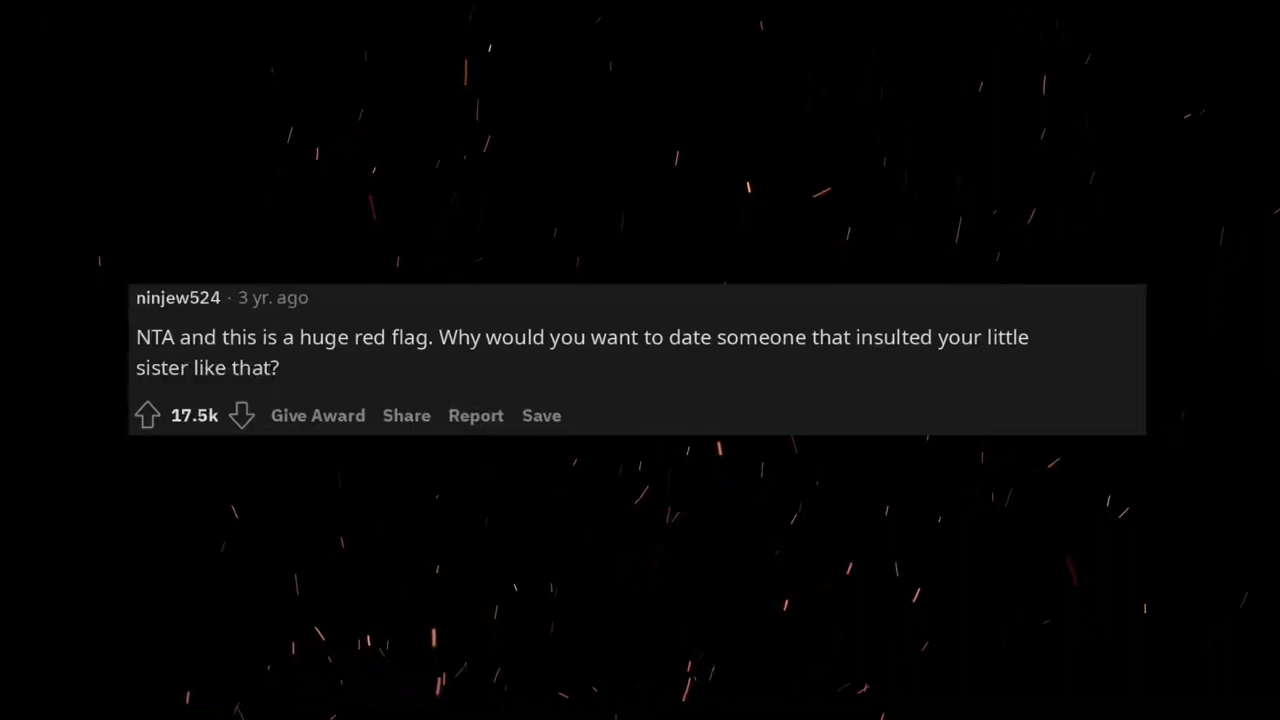 ninjew524 · 3 yr. ago
NTA and this is a huge red flag. Why would you want to date someone that insulted your little
sister like that?
17.5k Give Award Share Report Save